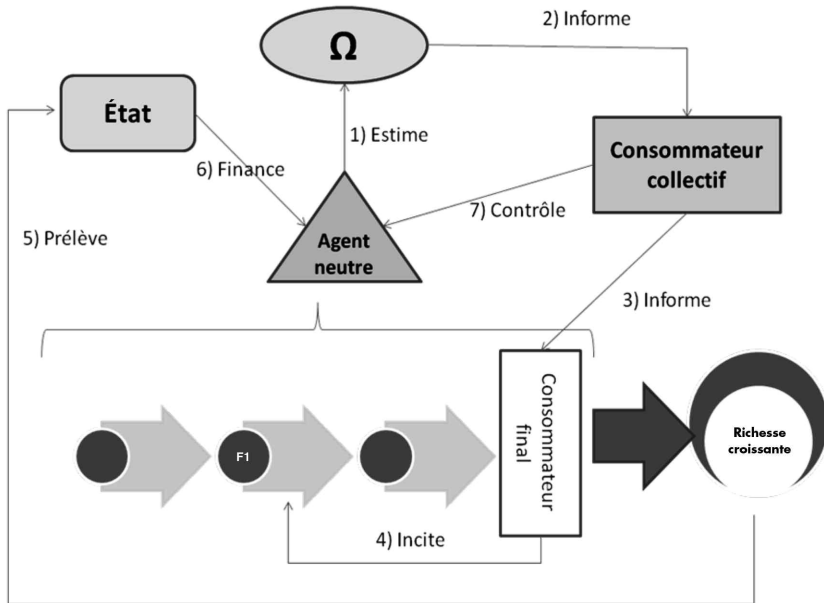 2) Informe
Ω
État
1) Estime
Consommateur
collectif
6) Finance
7) Contrôle
5) Prélève
Agent
neutre
3) Informe
Consommateur
final
F1
Richesse
croissante
4) Incite